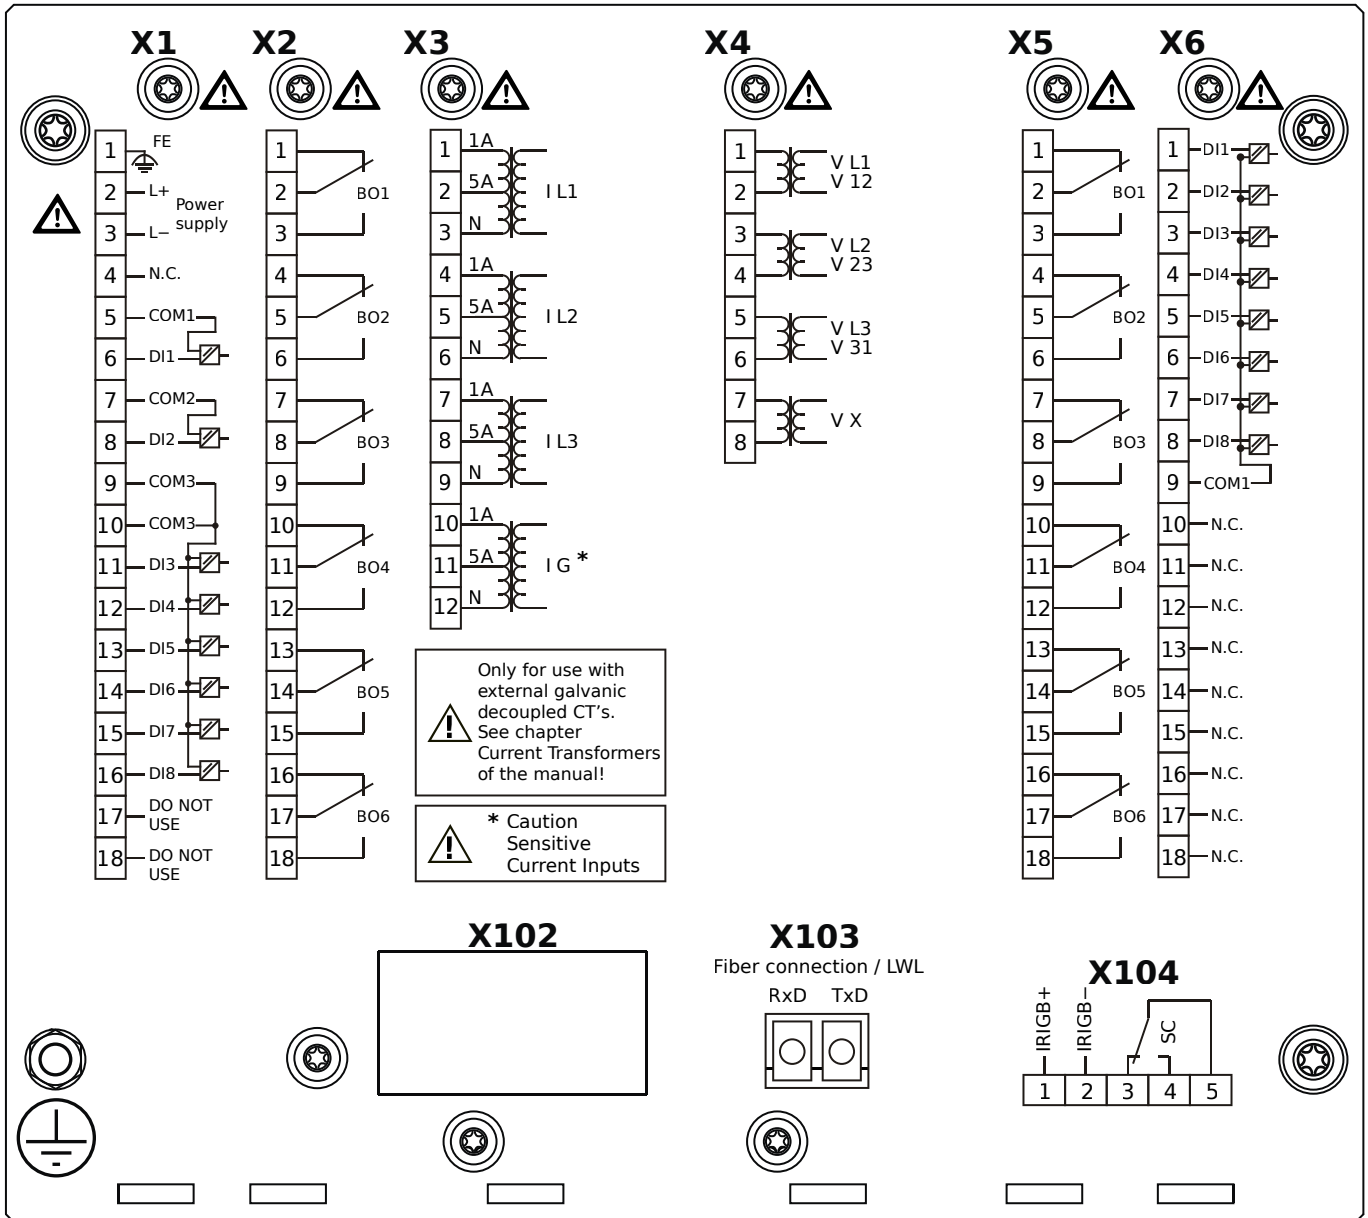 X1
X2
X3
X4
X5
X6
1 FE
2 L+
Power
supply
3 L−
4 N.C.
5 COM1
6 DI1
7 COM2
8 DI2
9 COM3
10 COM3
11 DI3
12 DI4
13 DI5
14 DI6
15 DI7
16 DI8
17 DO NOT
USE
18 DO NOT
USE
1
2 BO1
3
4
5 BO2
6
7
8 BO3
9
10
11 BO4
12
13
14 BO5
15
16
17 BO6
18
1 1A
2 5A I L1
3 N
4 1A
5 5A I L2
6 N
7 1A
8 5A I L3
9 N
10 1A
11 5A I G *
12 N
Only for use with
external galvanic
decoupled CT's.
See chapter
Current Transformers
of the manual!
* Caution
Sensitive
Current Inputs
1 V L1
2 V 12
3 V L2
4 V 23
5 V L3
6 V 31
7 V X
8
1
2 BO1
3
4
5 BO2
6
7
8 BO3
9
10
11 BO4
12
13
14 BO5
15
16
17 BO6
18
1 DI1
2 DI2
3 DI3
4 DI4
5 DI5
6 DI6
7 DI7
8 DI8
9 COM1
10 N.C.
11 N.C.
12 N.C.
13 N.C.
14 N.C.
15 N.C.
16 N.C.
17 N.C.
18 N.C.
X102
X103
Fiber connection / LWL
RxD TxD
X104
IRIGB+
IRIGB−
SC
1 2 3 4 5